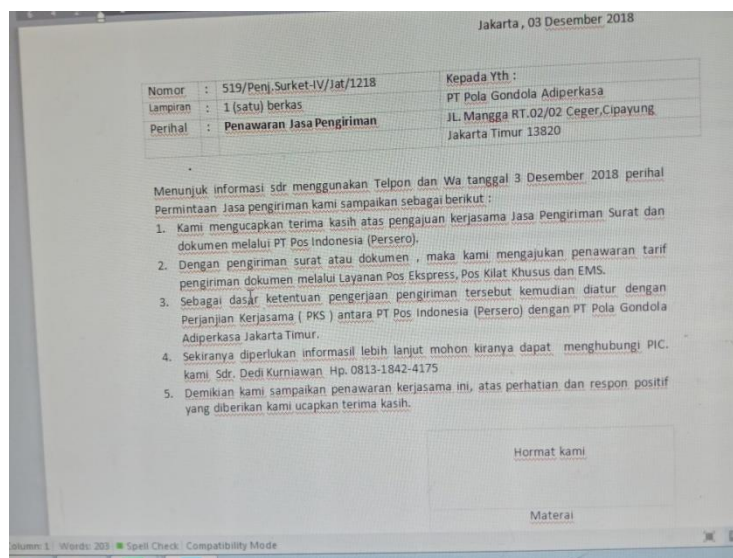 Jakarta , 03 Desember 2018
Nomor : 519/Penj.Surket-IV/Jat/1218
Lampiran : 1 (satu) berkas
Perihal : Penawaran Jasa Pengiriman
Kepada Yth :
PT Pola Gondola Adiperkasa
JL. Mangga RT.02/02 Ceger,Cipayung
Jakarta Timur 13820
Menunjuk informasi sdr menggunakan Telpon dan Wa tanggal 3 Desember 2018 perihal
Permintaan Jasa pengiriman kami sampaikan sebagai berikut :
1. Kami mengucapkan terima kasih atas pengajuan kerjasama Jasa Pengiriman Surat dan
dokumen melalui PT Pos Indonesia (Persero).
2. Dengan pengiriman surat atau dokumen , maka kami mengajukan penawaran tarif
pengiriman dokumen melalui Layanan Pos Ekspress, Pos Kilat Khusus dan EMS.
3. Sebagai dasar ketentuan pengerjaan pengiriman tersebut kemudian diatur dengan
Perjanjian Kerjasama ( PKS ) antara PT Pos Indonesia (Persero) dengan PT Pola Gondola
Adiperkasa Jakarta Timur.
4. Sekiranya diperlukan informasil lebih lanjut mohon kiranya dapat menghubungi PIC.
kami Sdr. Dedi Kurniawan Hp. 0813-1842-4175
5. Demikian kami sampaikan penawaran kerjasama ini, atas perhatian dan respon positif
yang diberikan kami ucapkan terima kasih.
Hormat kami
Materai
olumn: 1 Words: 203 Spell Check Compatibility Mode